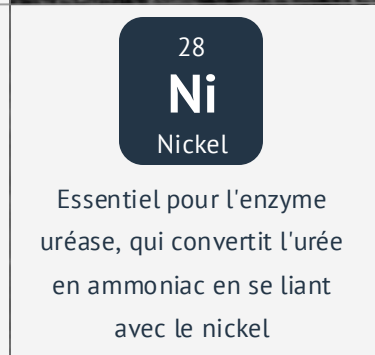 28
Ni
Nickel
Essentiel pour l'enzyme
uréase, qui convertit l'urée
en ammoniac en se liant
avec le nickel